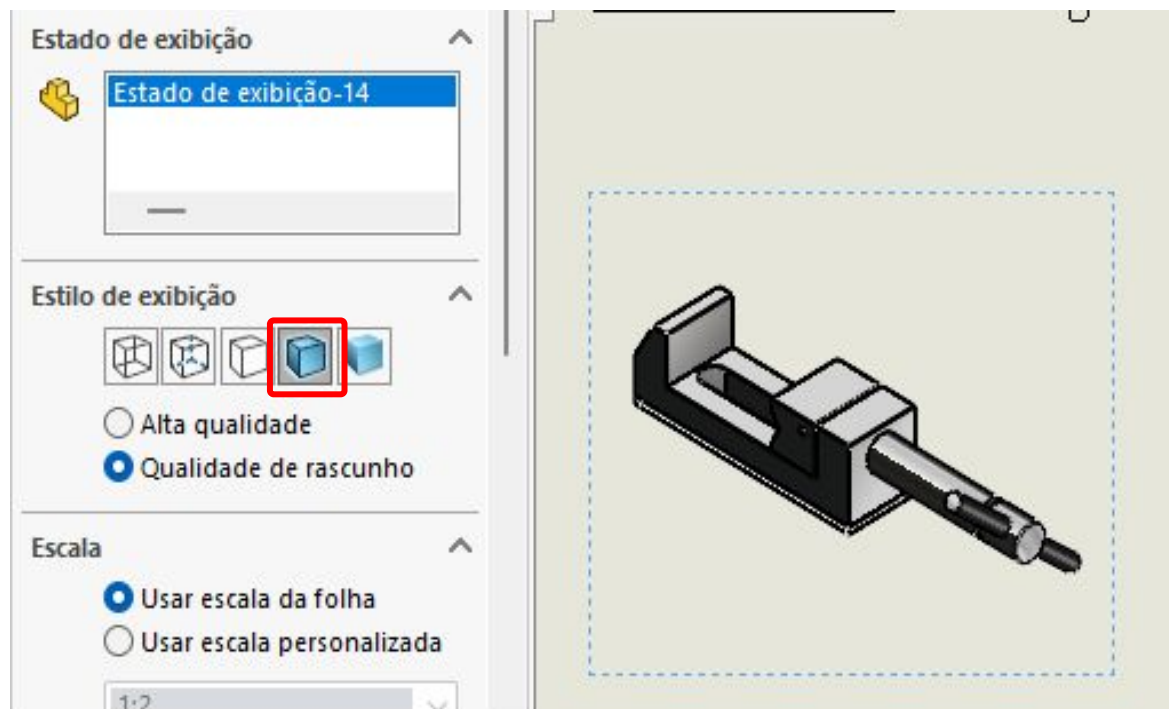 Estado de exibição
Estado de exibição-14
Estilo de exibição
Alta qualidade
Qualidade de rascunho
Escala
Usar escala da folha
Usar escala personalizada
1:2